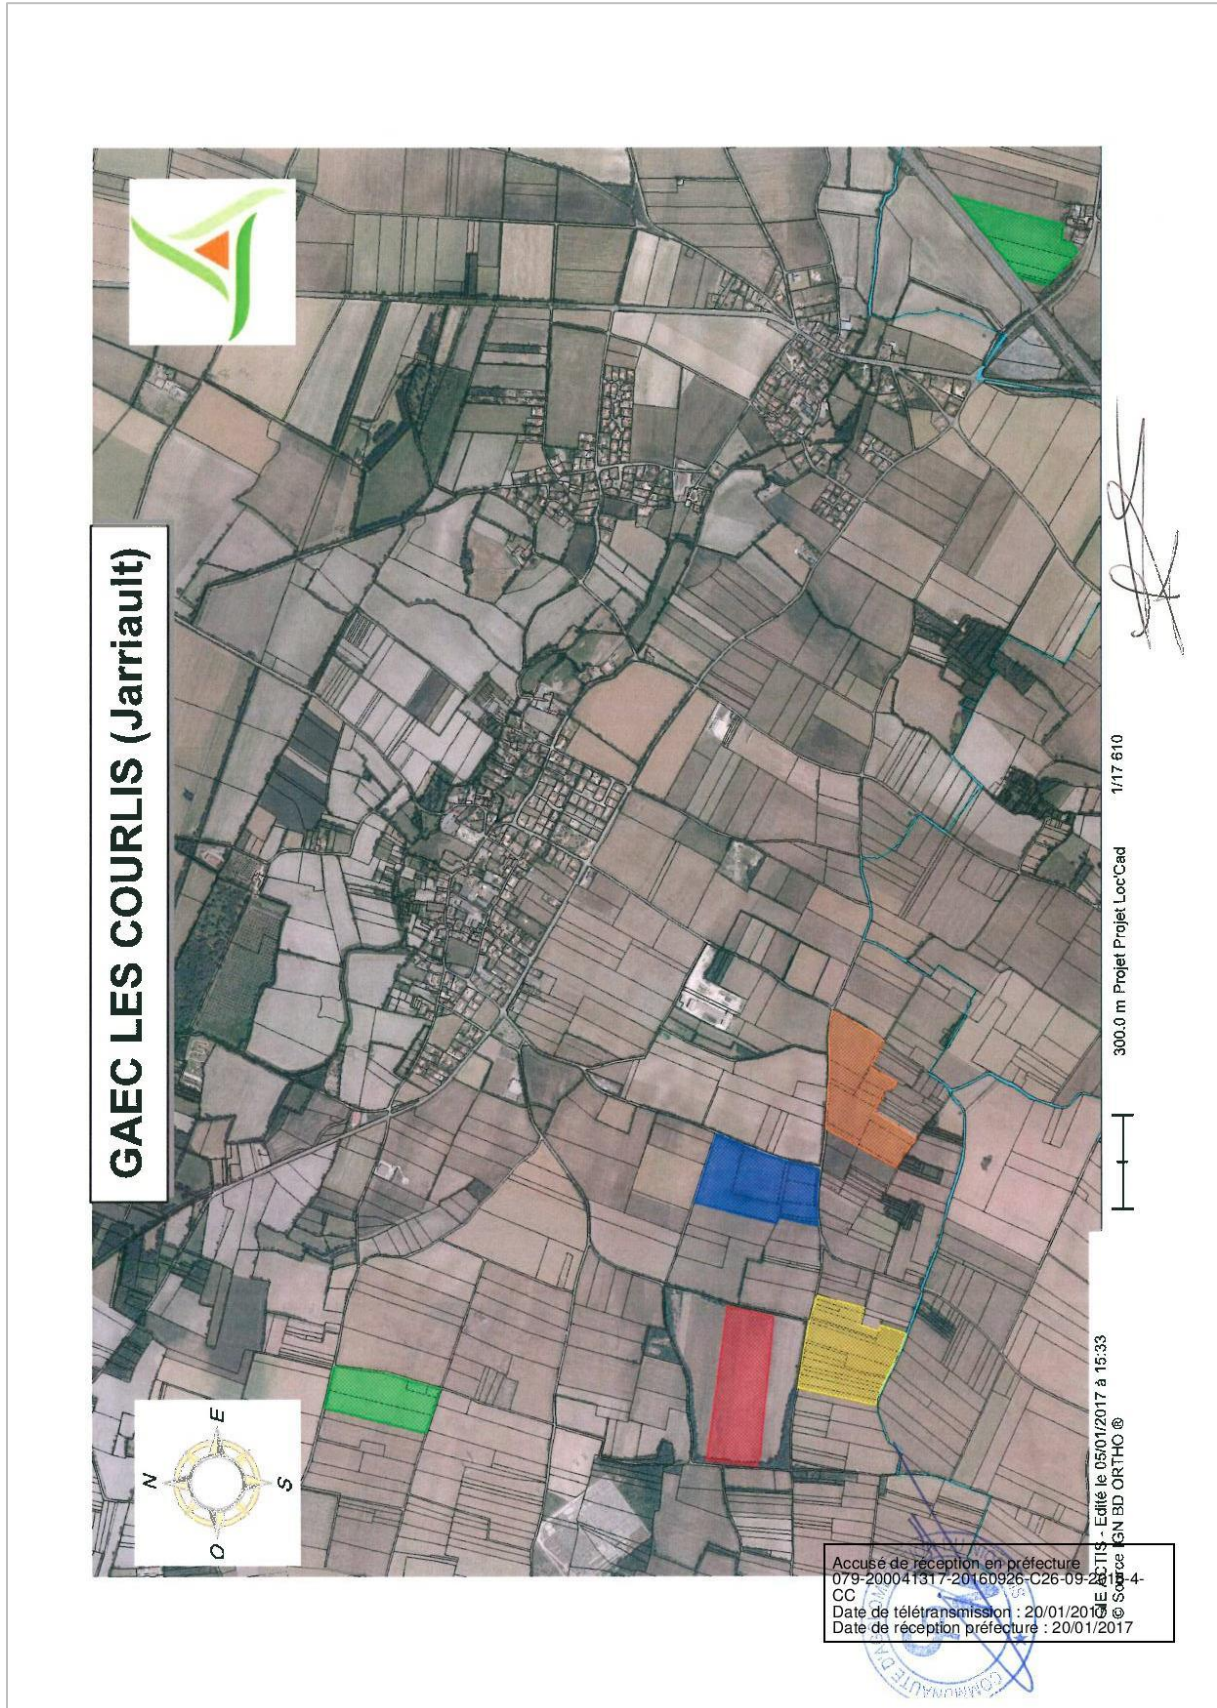 GAEC LES COURLIS (Jarriault)
N
E
S
O
300.0 m Projet Projet Loc'Cad
1/17 610
- Edité le 05/01/2017 à 15:33
© Source IGN BD ORTHO ®
Accusé de réception en préfecture
CC
Date de télétransmission : 20/01/2017
Date de réception préfecture : 20/01/2017
COMMUNAUTE